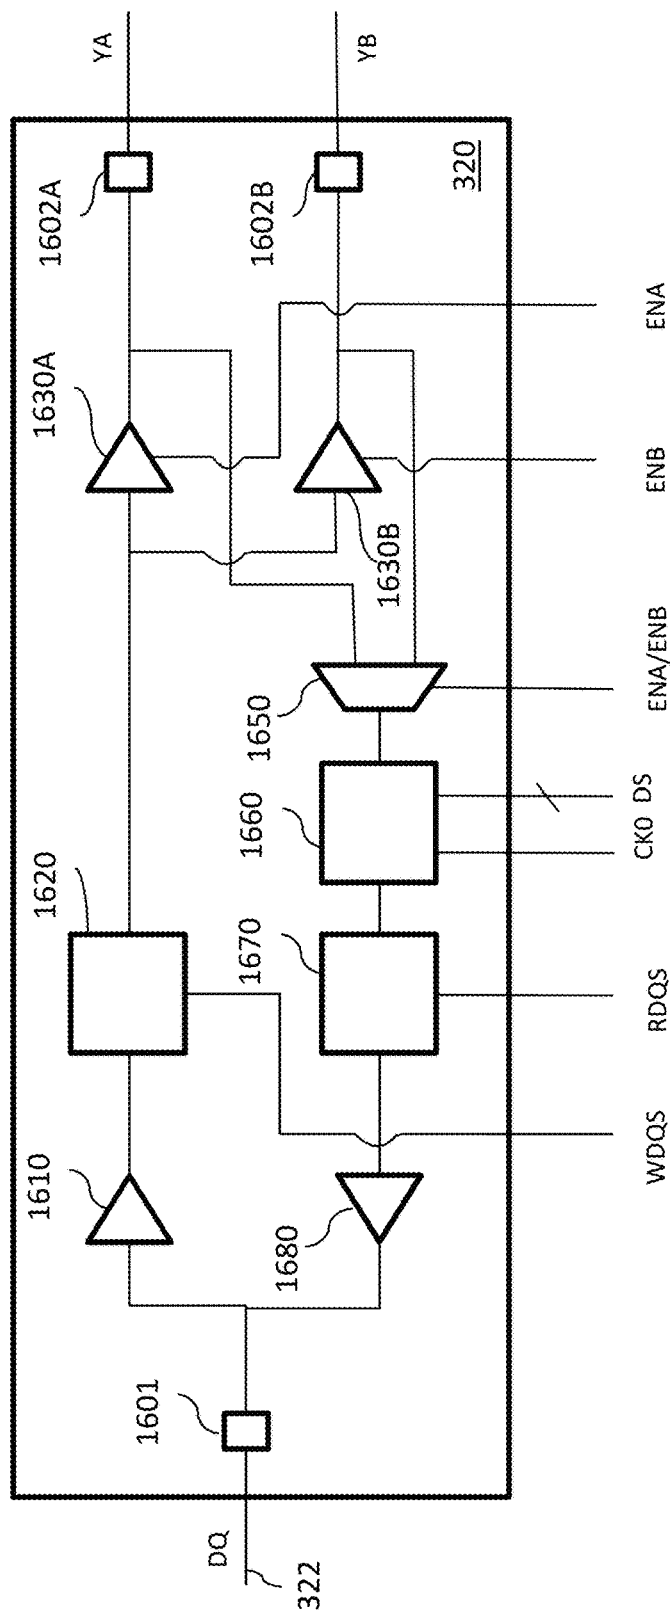 YA
YB
1602A
1602B
320
1630A
1630B
ENA
ENB
1650
ENA/ENB
1620
1660
DS
CK0
1670
RDQS
1610
1680
WDQS
1601
DQ
322